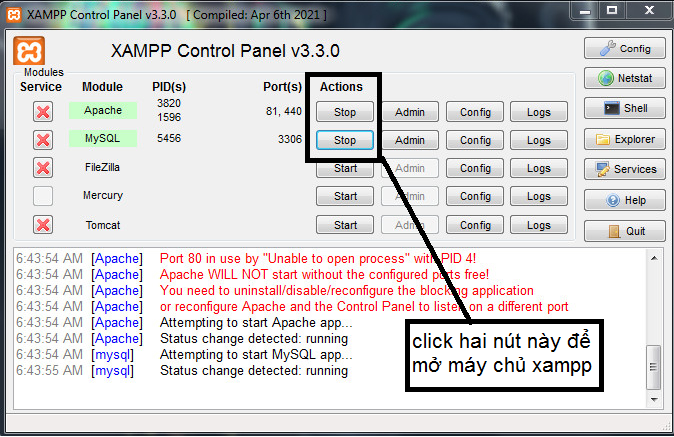 XAMPP Control Panel v3.3.0 [ Compiled: Apr 6th 2021 ]
XAMPP Control Panel v3.3.0
Modules
Service Module PID(s) Port(s) Actions
Apache 3820 1596 81, 440 Stop Admin Config Logs
MySQL 5456 3306 Stop Admin Config Logs
FileZilla Start Admin Config Logs
Mercury Start Admin Config Logs
Tomcat Start Admin Config Logs
Config
Netstat
Shell
Explorer
Services
Help
Quit
6:43:54 AM [Apache] Port 80 in use by "Unable to open process" with PID 4!
6:43:54 AM [Apache] Apache WILL NOT start without the configured ports free!
6:43:54 AM [Apache] You need to uninstall/disable/reconfigure the blocking application
6:43:54 AM [Apache] or reconfigure Apache and the Control Panel to listen on a different port
6:43:54 AM [Apache] Attempting to start Apache app...
6:43:54 AM [Apache] Status change detected: running
6:43:54 AM [mysql] Attempting to start MySQL app...
6:43:55 AM [mysql] Status change detected: running
click hai nút này để
mở máy chủ xampp